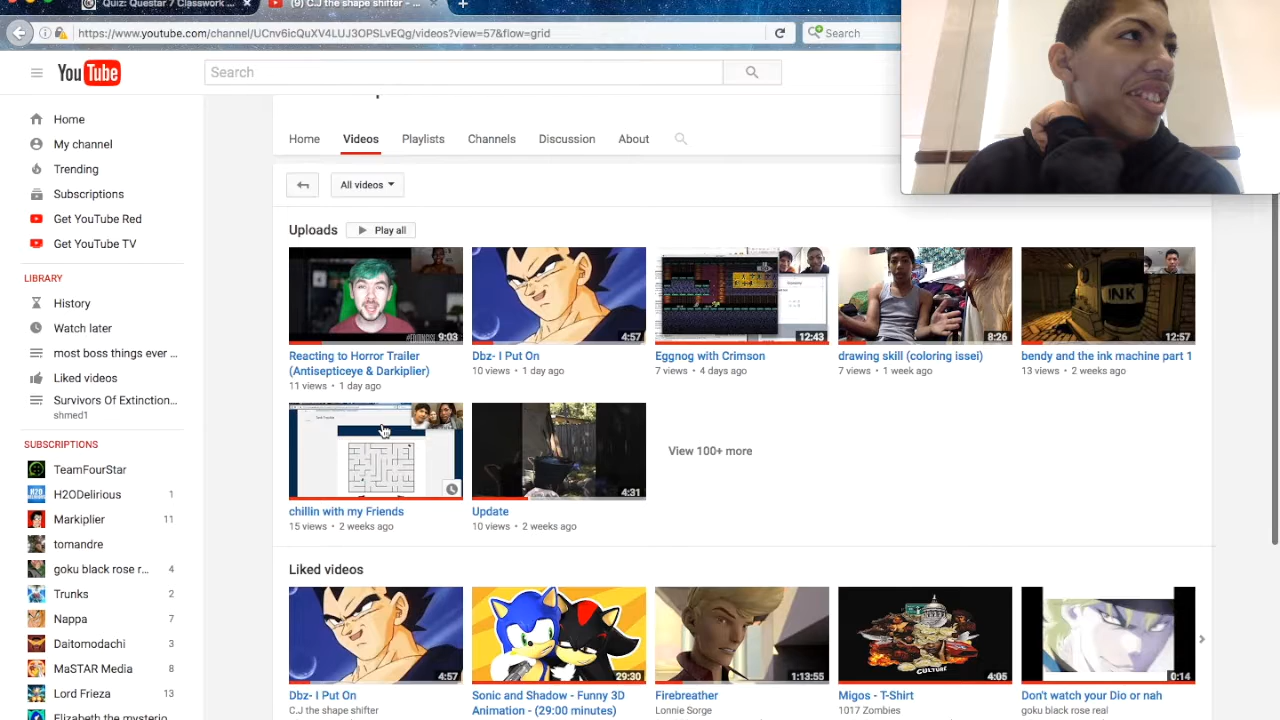 Quiz: Questar 7 Classwork
(9) C.J the shape shifter -
https://www.youtube.com/channel/UCnv6icQuXV4LUJ3OPSLvEQg/videos?view=57&flow=grid
Search
YouTube
Search
Home
My channel
Trending
Subscriptions
Get YouTube Red
Get YouTube TV
LIBRARY
History
Watch later
most boss things ever ...
Liked videos
Survivors Of Extinction...
shmed1
SUBSCRIPTIONS
TeamFourStar
H2ODelirious 1
Markiplier 11
tomandre
goku black rose r... 4
Trunks 2
Nappa 7
Daitomodachi 3
MaSTAR Media 8
Lord Frieza 13
Elizabeth the mysterio
Home Videos Playlists Channels Discussion About
All videos
Uploads Play all
9:03
Reacting to Horror Trailer
(Antisepticeye & Darkiplier)
11 views • 1 day ago
4:57
Dbz- I Put On
10 views • 1 day ago
12:43
Eggnog with Crimson
7 views • 4 days ago
8:26
drawing skill (coloring issei)
7 views • 1 week ago
INK
12:57
bendy and the ink machine part 1
13 views • 2 weeks ago
chillin with my Friends
15 views • 2 weeks ago
4:31
Update
10 views • 2 weeks ago
View 100+ more
Liked videos
4:57
Dbz- I Put On
C.J the shape shifter
29:30
Sonic and Shadow - Funny 3D
Animation - (29:00 minutes)
1:13:55
Firebreather
Lonnie Sorge
CULTURE
4:05
Migos - T-Shirt
1017 Zombies
0:14
Don't watch your Dio or nah
goku black rose real